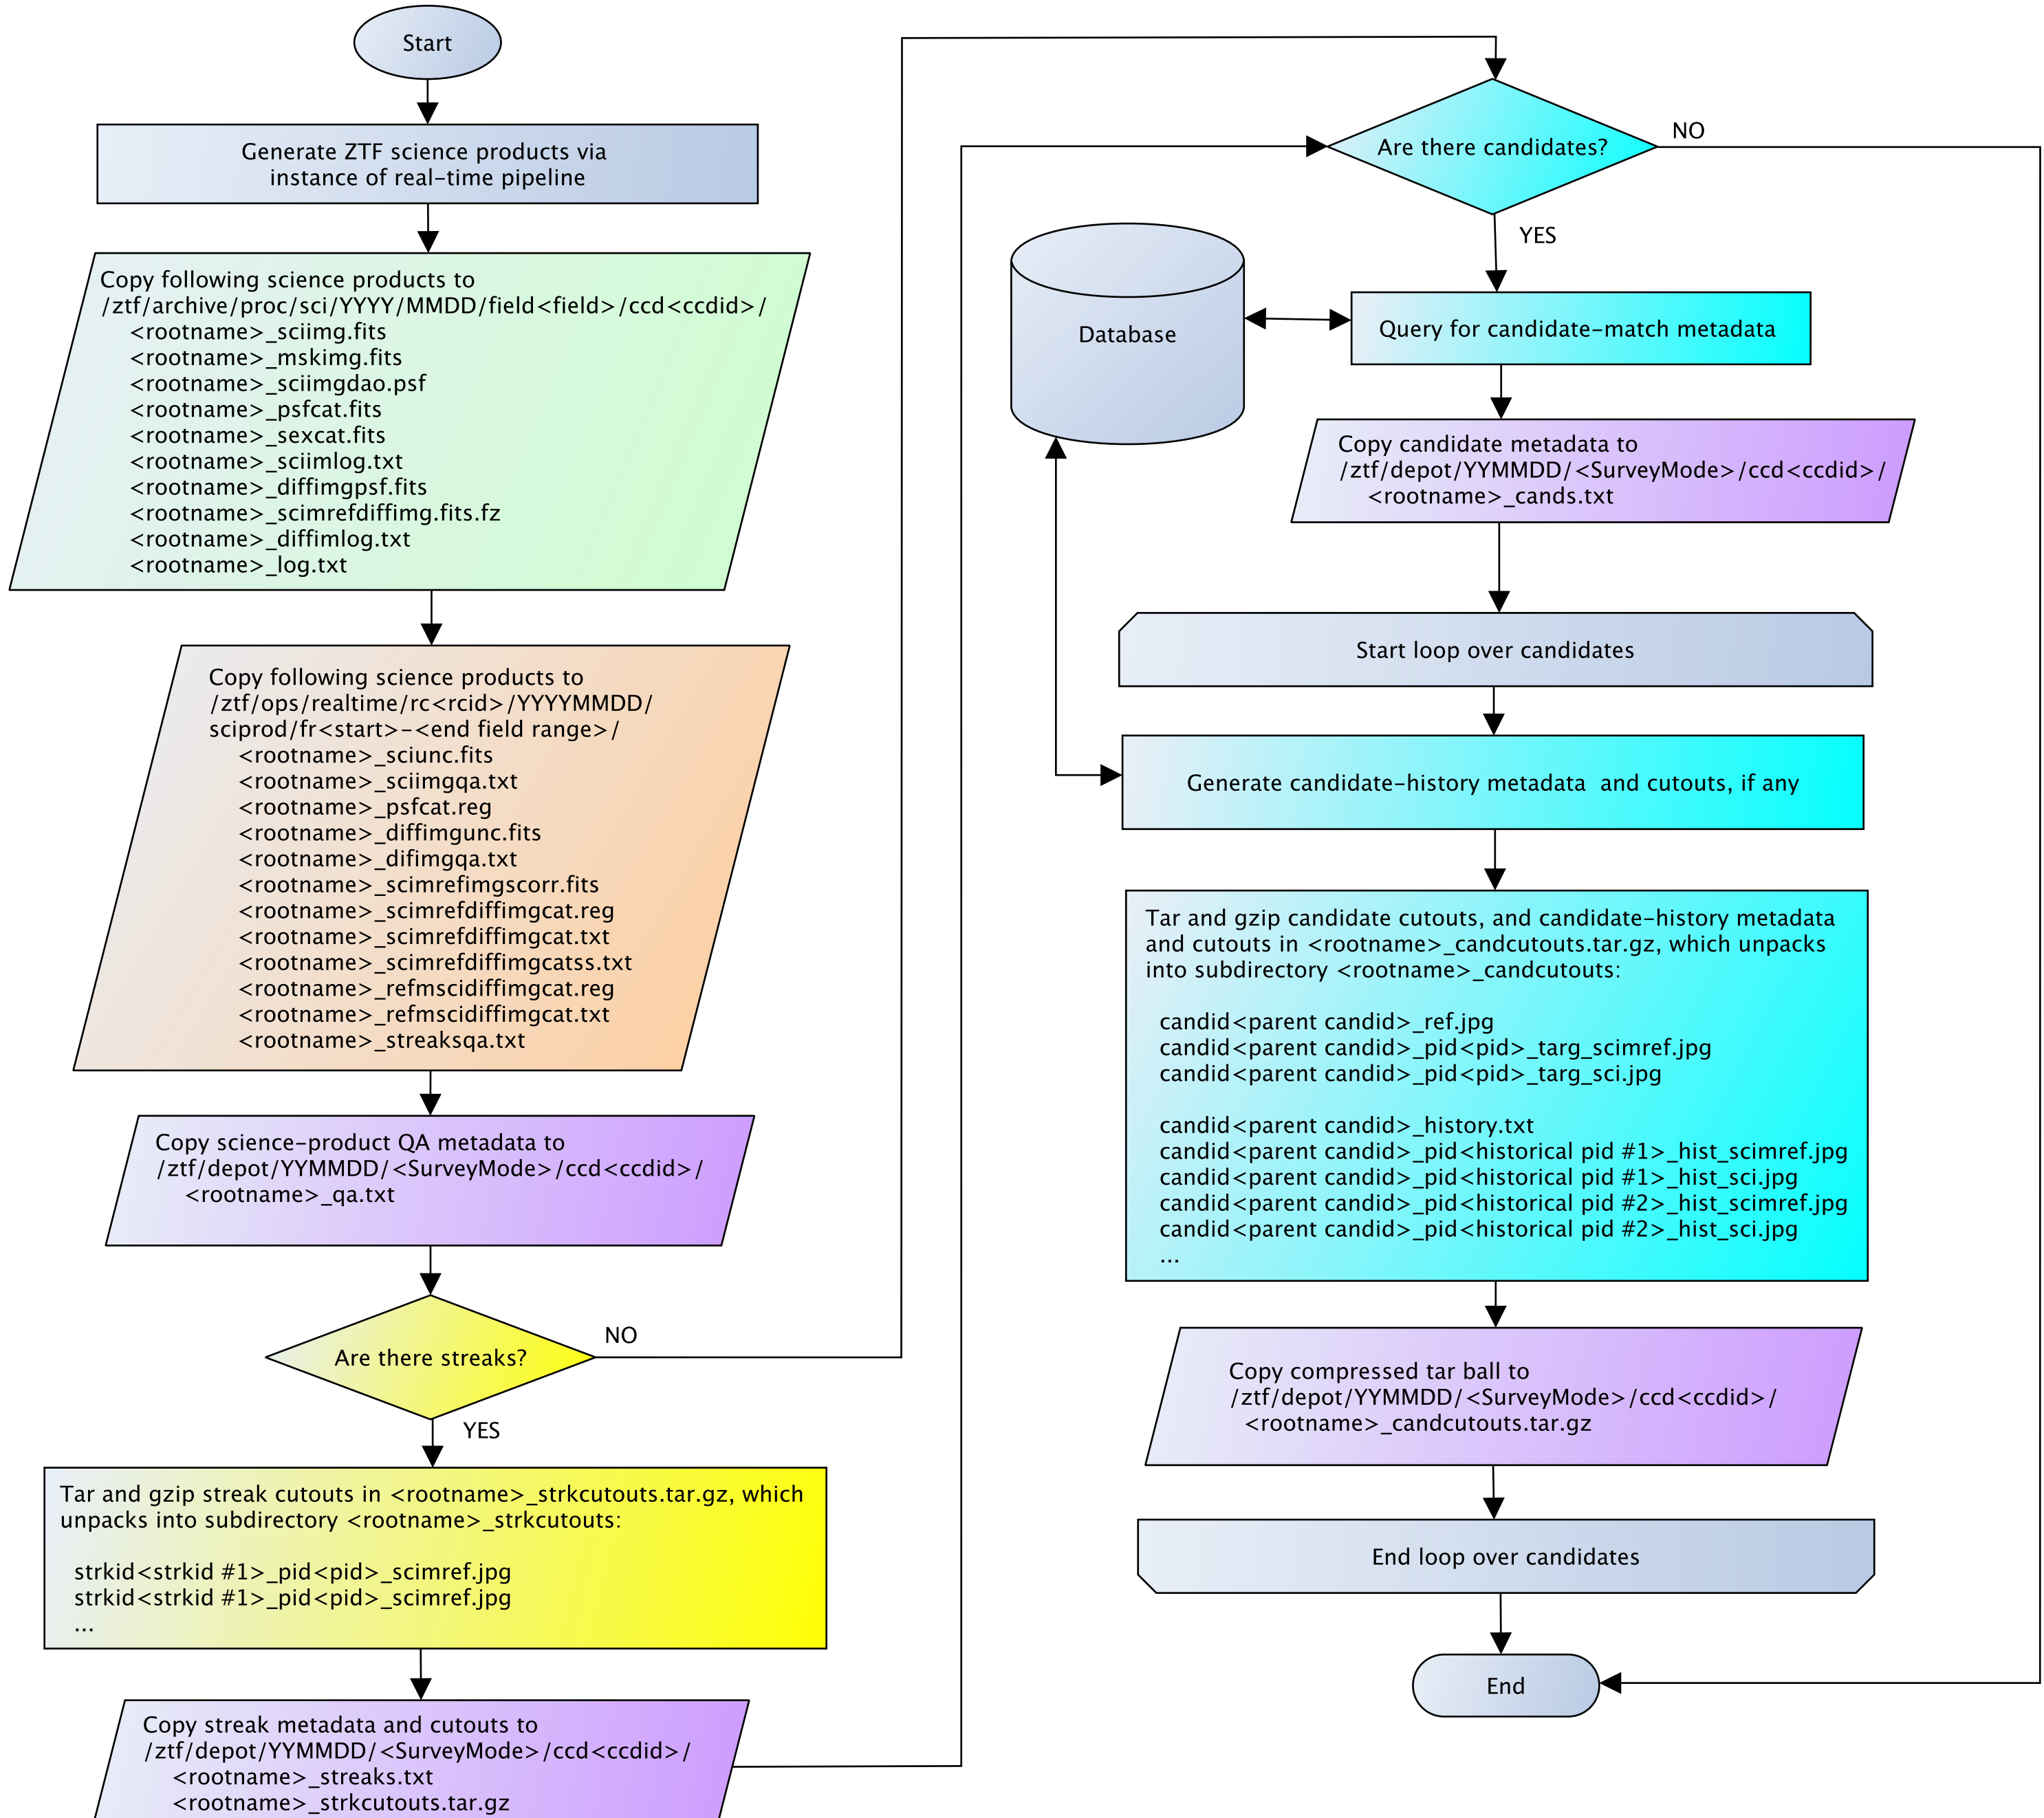 Start
Generate ZTF science products via
instance of real-time pipeline
Copy following science products to
/ztf/archive/proc/sci/YYYY/MMDD/field<field>/ccd<ccdid>/
<rootname>_sciimg.fits
<rootname>_mskimg.fits
<rootname>_sciimgdao.psf
<rootname>_psfcat.fits
<rootname>_sexcat.fits
<rootname>_sciimlog.txt
<rootname>_diffimgpsf.fits
<rootname>_scimrefdiffimg.fits.fz
<rootname>_diffimlog.txt
<rootname>_log.txt
Copy following science products to
/ztf/ops/realtime/rc<rcid>/YYYYMMDD/
sciprod/fr<start>-<end field range>/
<rootname>_sciunc.fits
<rootname>_sciimgqa.txt
<rootname>_psfcat.reg
<rootname>_diffimgunc.fits
<rootname>_difimgqa.txt
<rootname>_scimrefimgscorr.fits
<rootname>_scimrefdiffimgcat.reg
<rootname>_scimrefdiffimgcat.txt
<rootname>_scimrefdiffimgcatss.txt
<rootname>_refmscidiffimgcat.reg
<rootname>_refmscidiffimgcat.txt
<rootname>_streaksqa.txt
Copy science-product QA metadata to
/ztf/depot/YYMMDD/<SurveyMode>/ccd<ccdid>/
<rootname>_qa.txt
Are there streaks?
NO
YES
Tar and gzip streak cutouts in <rootname>_strkcutouts.tar.gz, which
unpacks into subdirectory <rootname>_strkcutouts:
strkid<strkid #1>_pid<pid>_scimref.jpg
strkid<strkid #1>_pid<pid>_scimref.jpg
...
Copy streak metadata and cutouts to
/ztf/depot/YYMMDD/<SurveyMode>/ccd<ccdid>/
<rootname>_streaks.txt
<rootname>_strkcutouts.tar.gz
Are there candidates?
NO
YES
Database
Query for candidate-match metadata
Copy candidate metadata to
/ztf/depot/YYMMDD/<SurveyMode>/ccd<ccdid>/
<rootname>_cands.txt
Start loop over candidates
Generate candidate-history metadata  and cutouts, if any
Tar and gzip candidate cutouts, and candidate-history metadata
and cutouts in <rootname>_candcutouts.tar.gz, which unpacks
into subdirectory <rootname>_candcutouts:
candid<parent candid>_ref.jpg
candid<parent candid>_pid<pid>_targ_scimref.jpg
candid<parent candid>_pid<pid>_targ_sci.jpg
candid<parent candid>_history.txt
candid<parent candid>_pid<historical pid #1>_hist_scimref.jpg
candid<parent candid>_pid<historical pid #1>_hist_sci.jpg
candid<parent candid>_pid<historical pid #2>_hist_scimref.jpg
candid<parent candid>_pid<historical pid #2>_hist_sci.jpg
...
Copy compressed tar ball to
/ztf/depot/YYMMDD/<SurveyMode>/ccd<ccdid>/
<rootname>_candcutouts.tar.gz
End loop over candidates
End